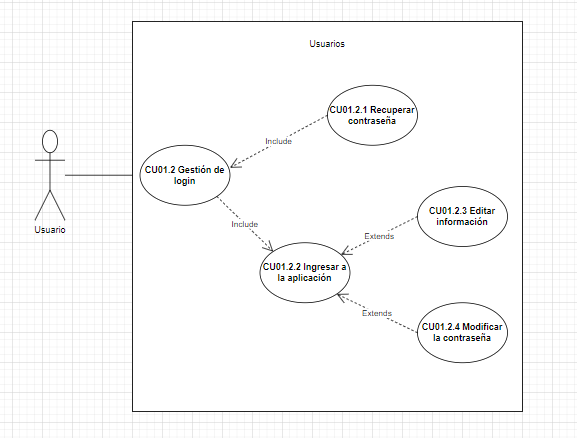 Usuarios
CU01.2.1 Recuperar
contraseña
Include
CU01.2 Gestión de
login
CU01.2.3 Editar
información
Usuario
Include
Extends
CU01.2.2 Ingresar a
la aplicación
Extends
CU01.2.4 Modificar
la contraseña